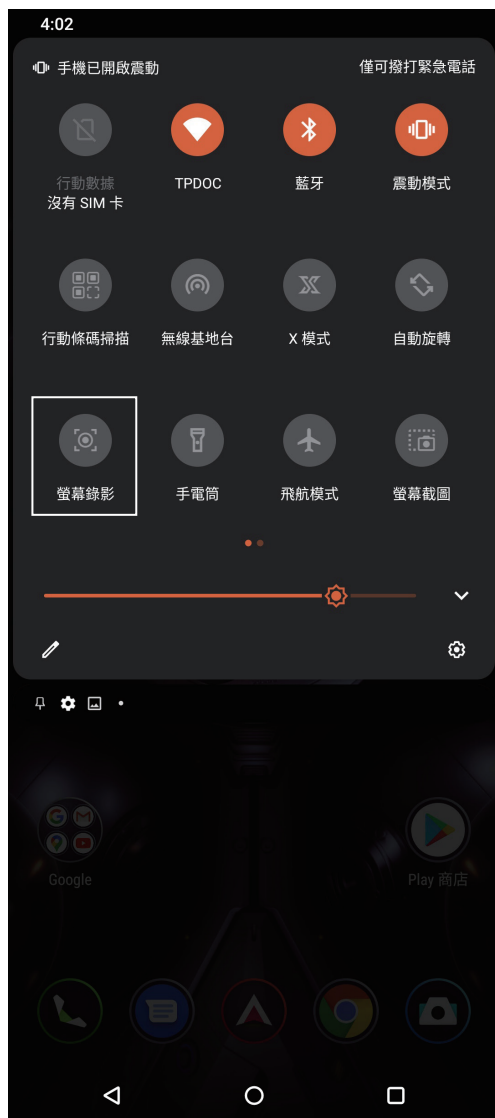 4:02
手機已開啟震動 僅可撥打緊急電話
行動數據 TPDOC 藍牙 震動模式
沒有 SIM 卡
行動條碼掃描 無線基地台 X 模式 自動旋轉
螢幕錄影 手電筒 飛航模式 螢幕截圖
Google Play 商店